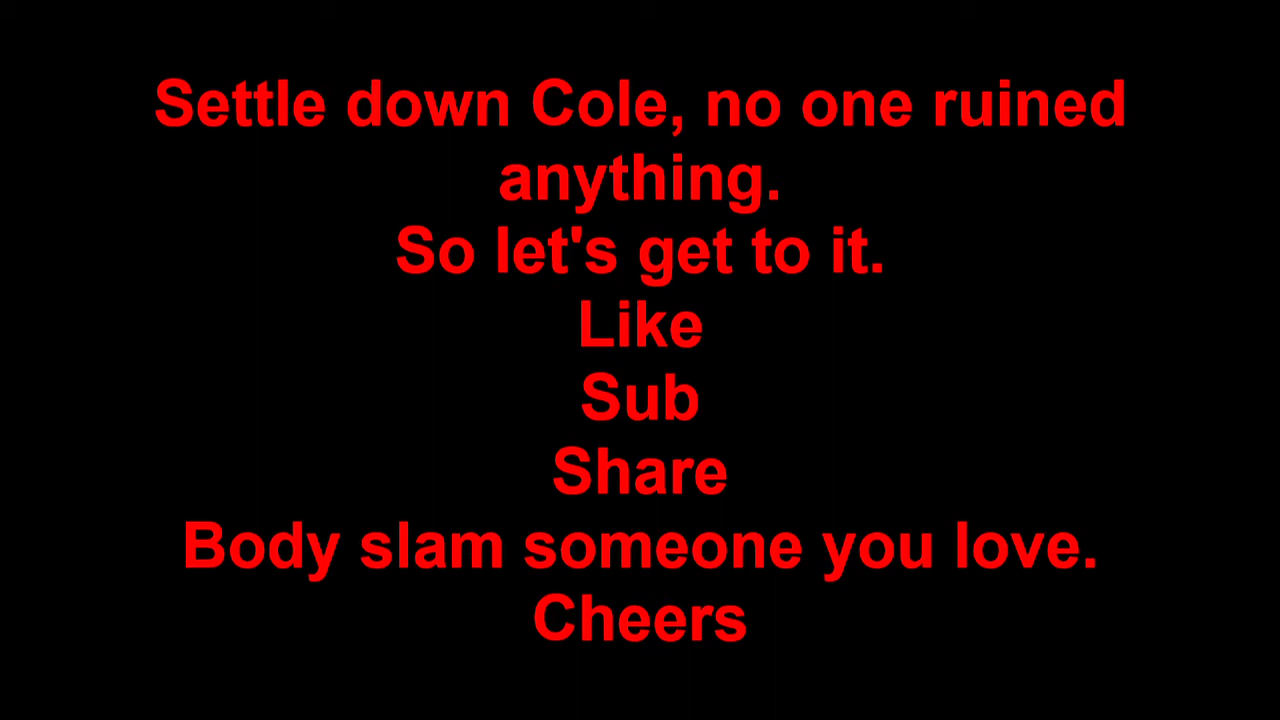 Settle down Cole, no one ruined
anything.
So let's get to it.
Like
Sub
Share
Body slam someone you love.
Cheers